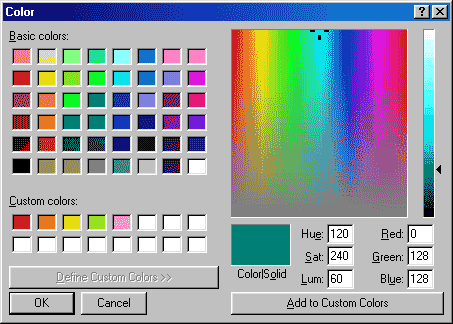 Color
Basic colors:
Custom colors:
Define Custom Colors >>
OK Cancel
Color|Solid
Hue: 120 Red: 0
Sat: 240 Green: 128
Lum: 60 Blue: 128
Add to Custom Colors